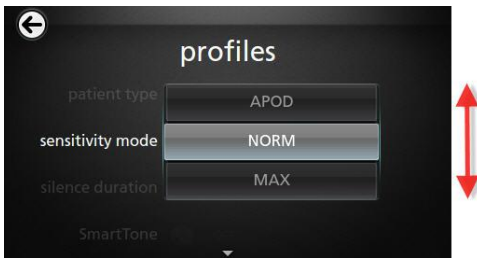 profiles
patient type
APOD
sensitivity mode
NORM
silence duration
MAX
SmartTone